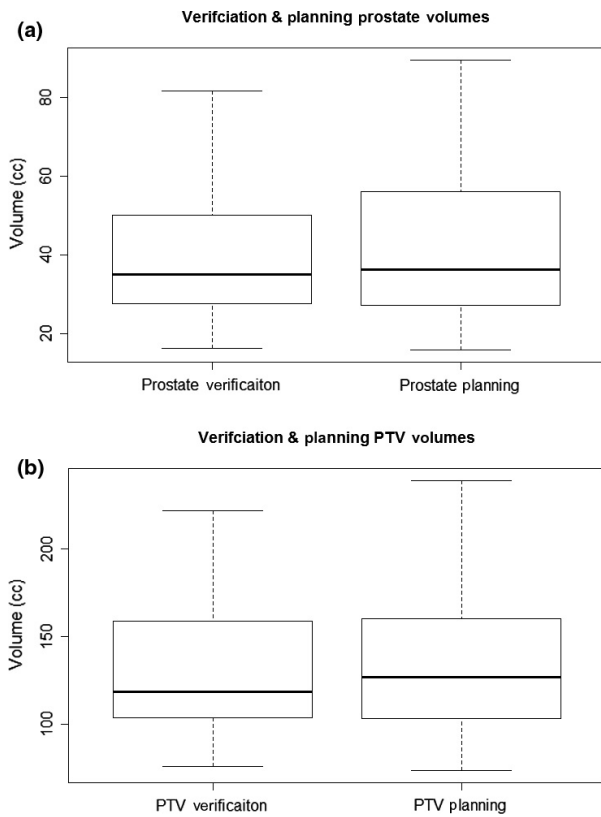 (a)
Verifciation & planning prostate volumes
Volume (cc)
80
60
40
20
Prostate verificaiton Prostate planning
(b)
Verifciation & planning PTV volumes
Volume (cc)
200
150
100
PTV verificaiton PTV planning